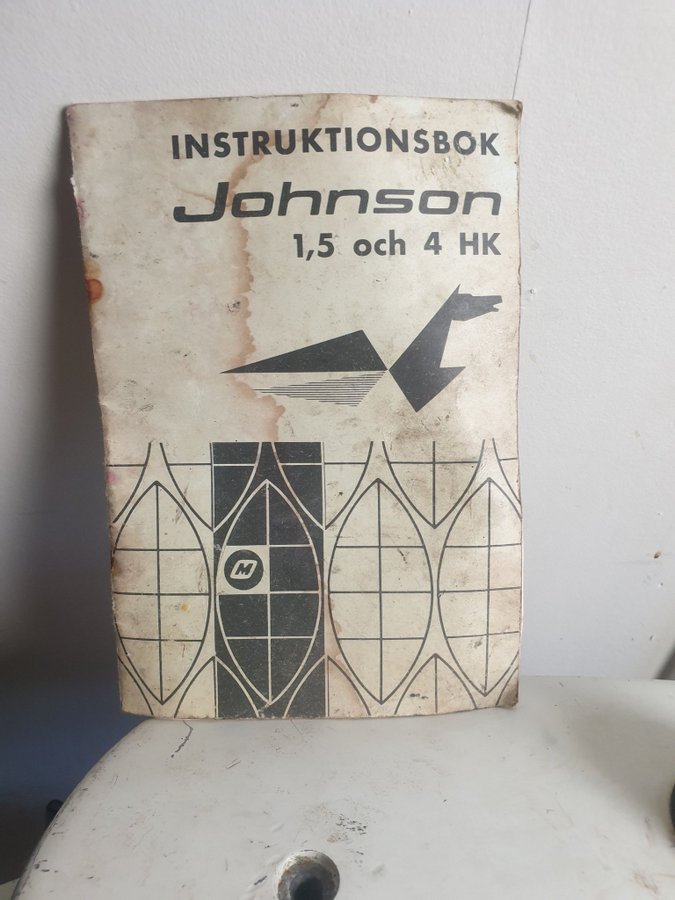 INSTRUKTIONSBOK
Johnson
1,5 och 4 HK
M